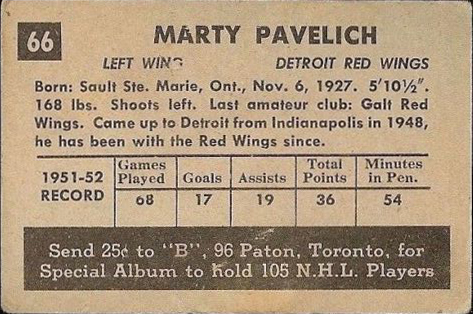 66 MARTY PAVELICH
LEFT WING DETROIT RED WINGS
Born: Sault Ste. Marie, Ont., Nov. 6, 1927. 5'10½".
168 lbs. Shoots left. Last amateur club: Galt Red
Wings. Came up to Detroit from Indianapolis in 1948,
he has been with the Red Wings since.
1951-52 RECORD
Games Played Goals Assists Total Points Minutes in Pen.
68 17 19 36 54
Send 25¢ to "B", 96 Paton, Toronto, for
Special Album to hold 105 N.H.L. Players